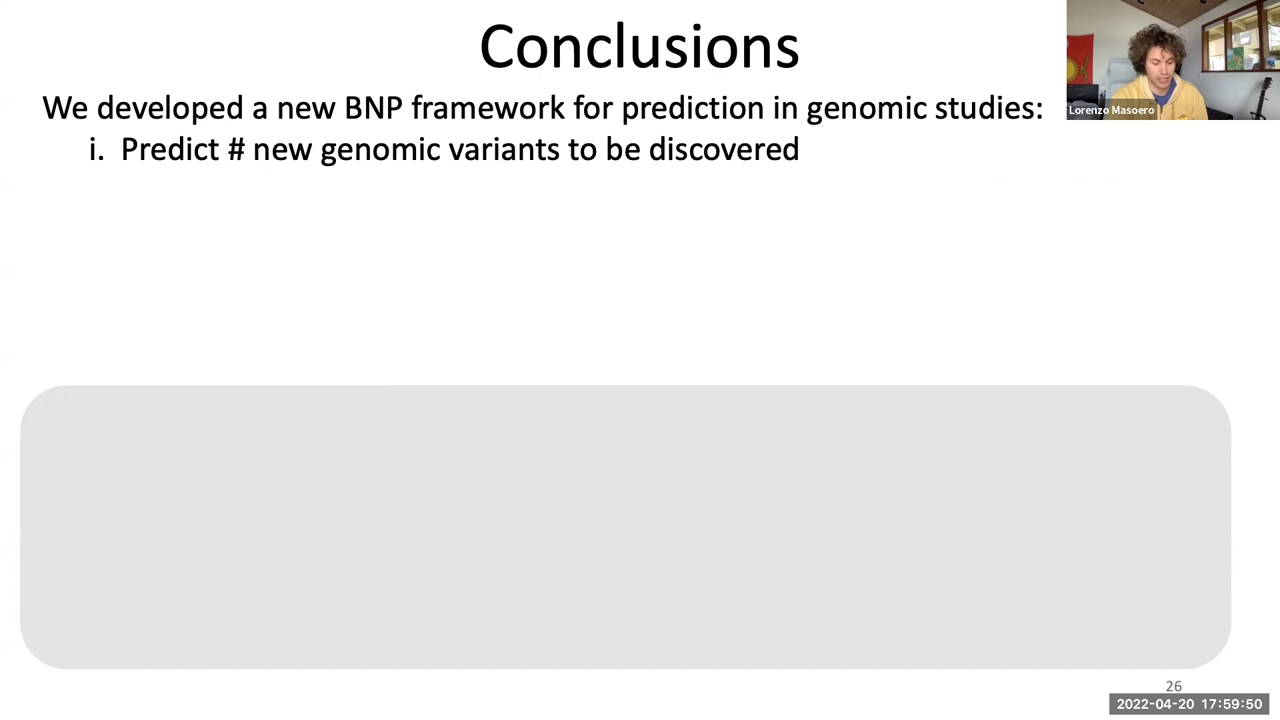 Conclusions
We developed a new BNP framework for prediction in genomic studies:
i. Predict # new genomic variants to be discovered
Lorenzo Masoero
26
2022-04-20 17:59:50